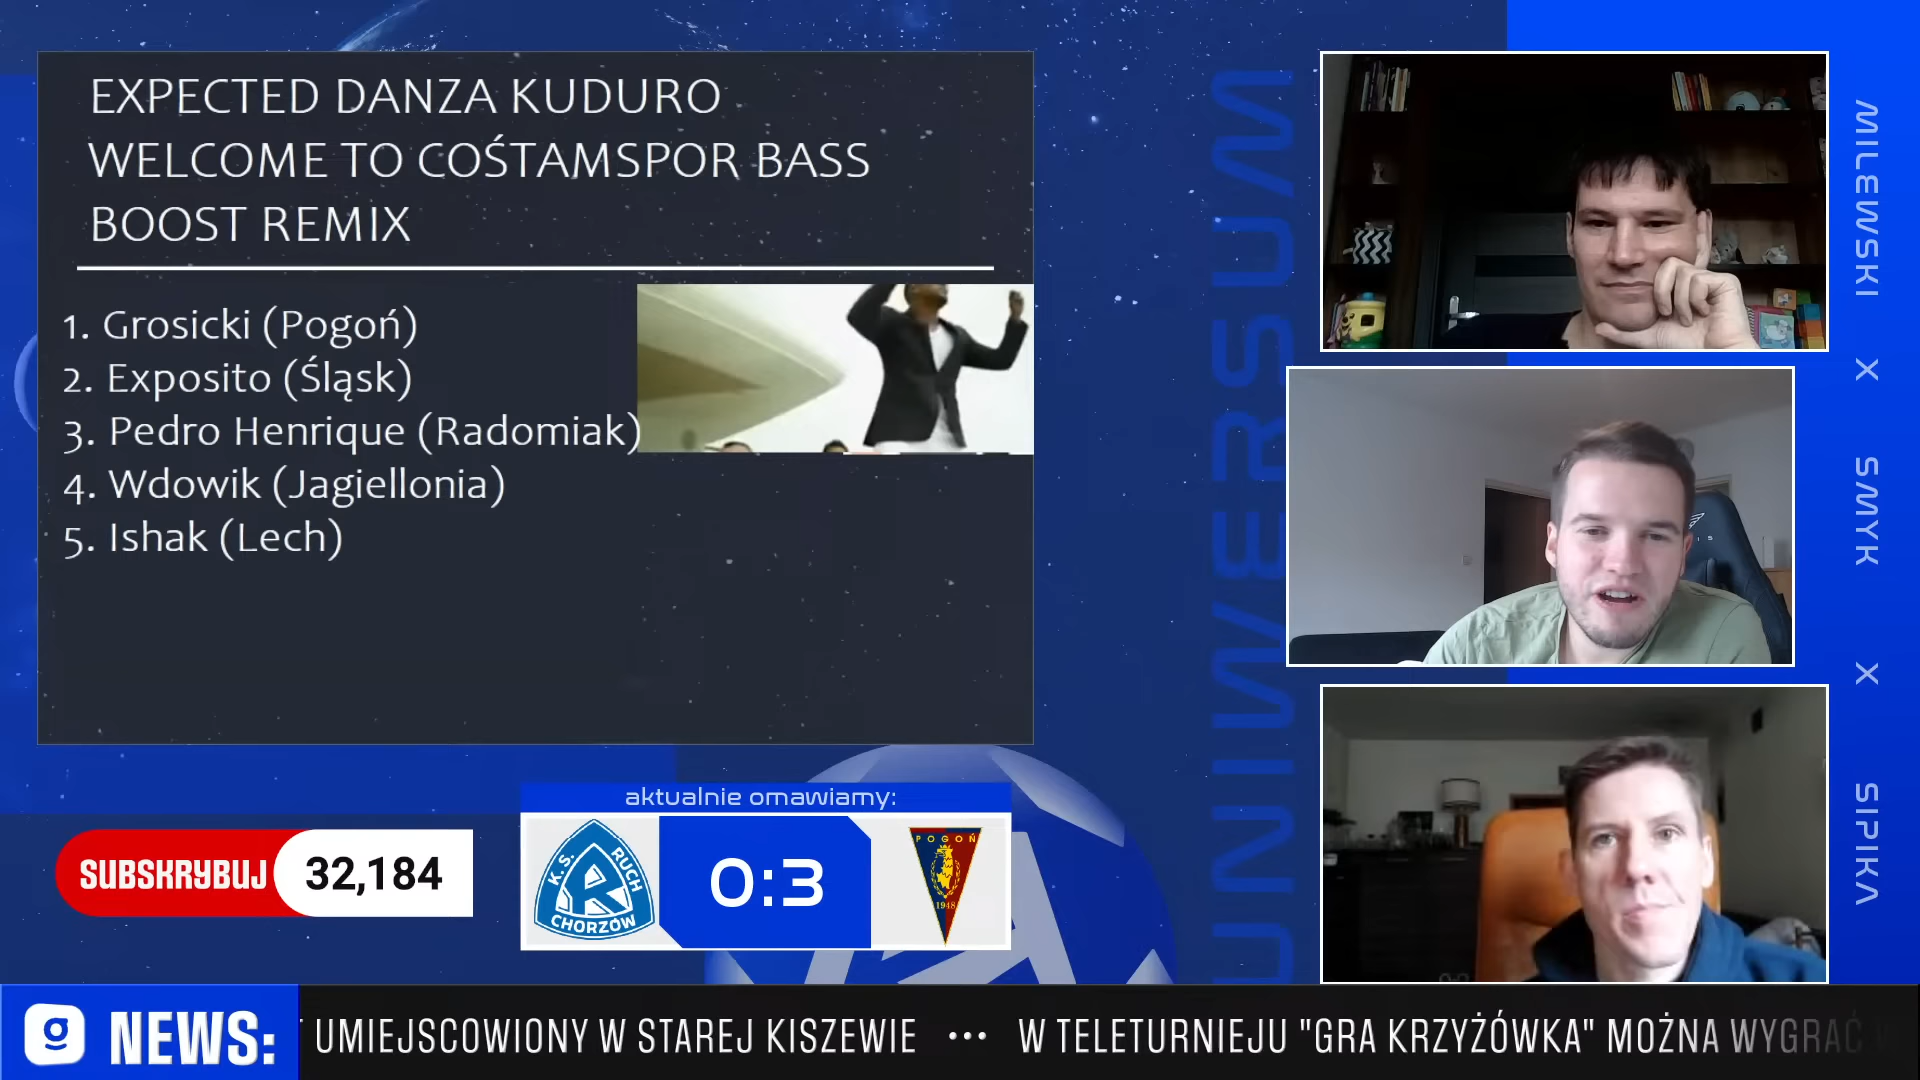 EXPECTED DANZA KUDURO
WELCOME TO COŚTAMSPOR BASS
BOOST REMIX
1. Grosicki (Pogoń)
2. Exposito (Śląsk)
3. Pedro Henrique (Radomiak)
4. Wdowik (Jagiellonia)
5. Ishak (Lech)
UNIWERSUM
MILEWSKI X SMYK X SIPIKA
aktualnie omawiamy:
SUBSKRYBUJ 32,184
K.S. RUCH
CHORZÓW
0:3
POGOŃ
1948
g NEWS: UMIEJSCOWIONY W STAREJ KISZEWIE ••• W TELETURNIEJU "GRA KRZYŻÓWKA" MOŻNA WYGRAĆ